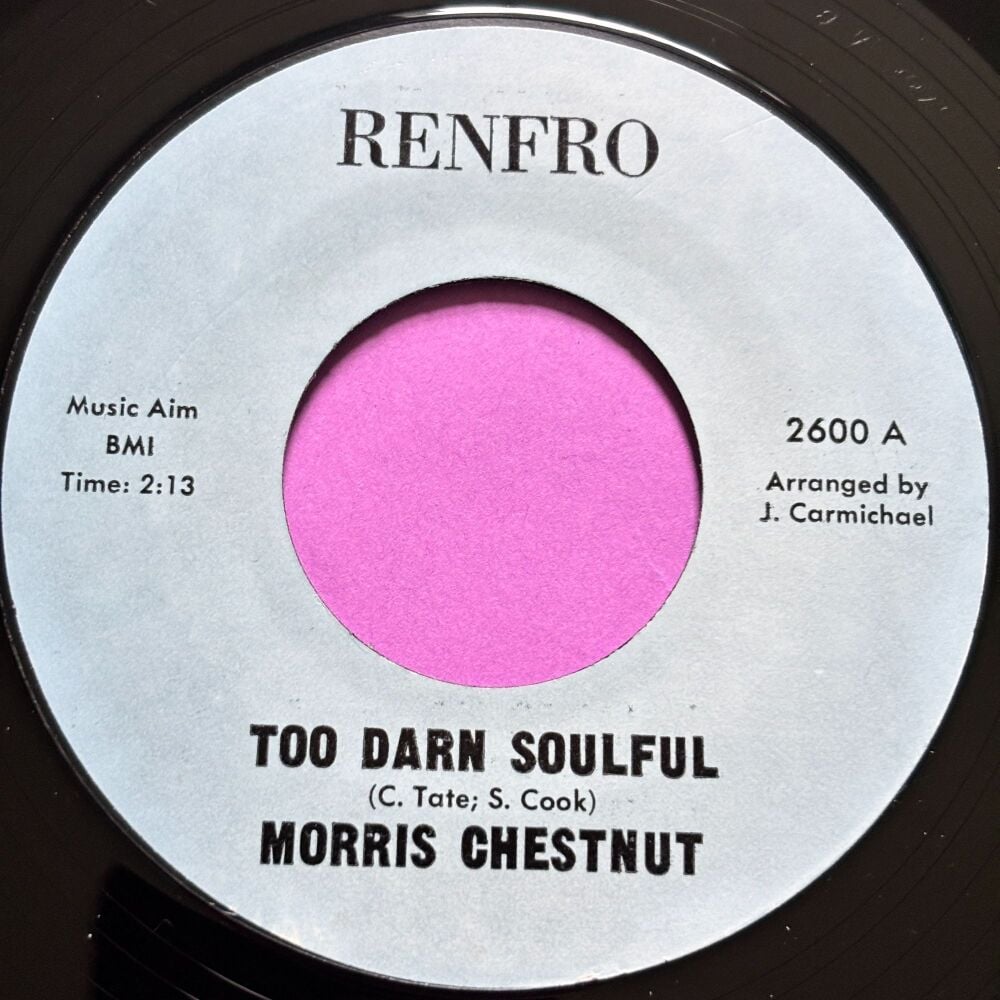 RENFRO
Music Aim
BMI
Time: 2:13
2600 A
Arranged by
J. Carmichael
TOO DARN SOULFUL
(C. Tate; S. Cook)
MORRIS CHESTNUT